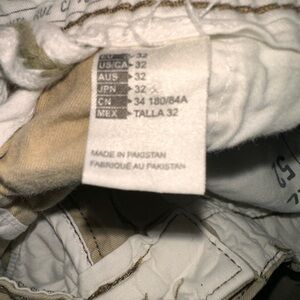 EU 32
US/CA 32
AUS 32
JPN 32
CN 34 180/84A
MEX TALLA 32
MADE IN PAKISTAN
FABRIQUÉ AU PAKISTAN